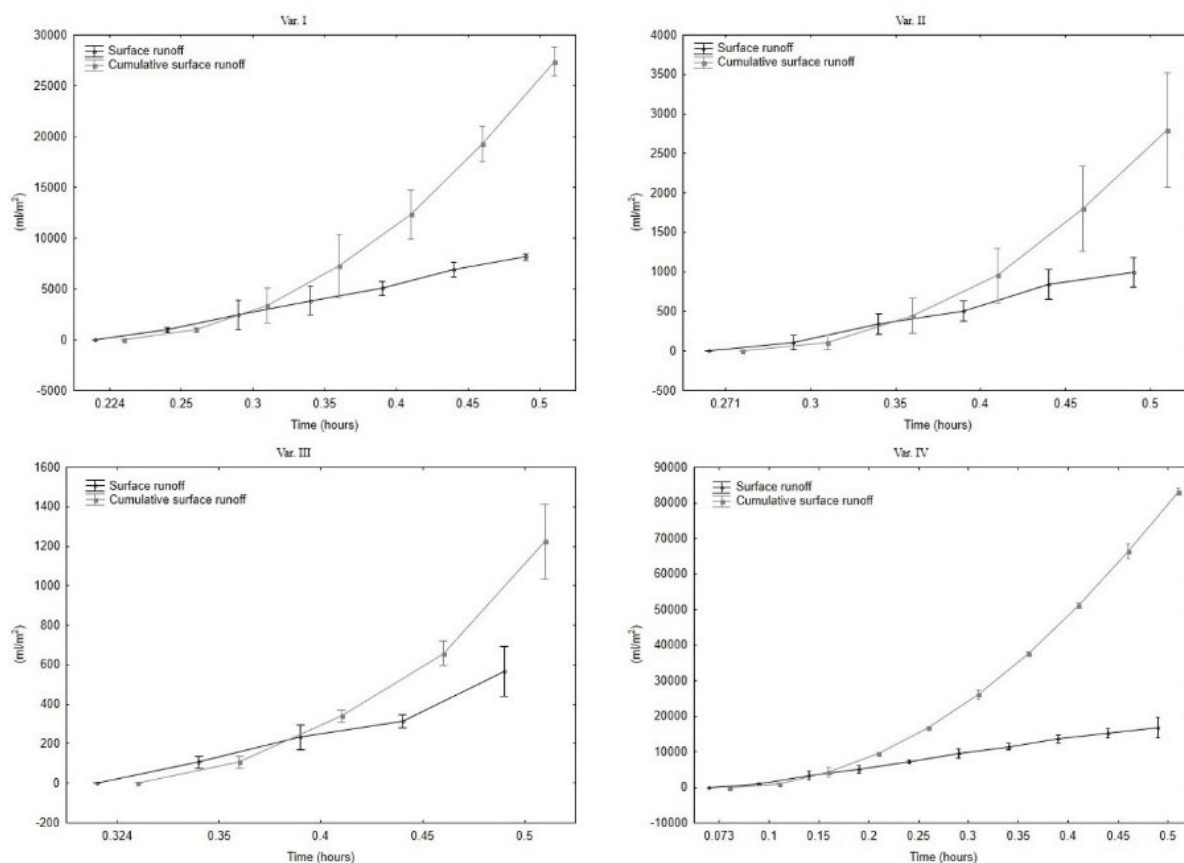 Var. I
30000
25000
20000
15000
10000
5000
0
-5000
(ml/m²)
Surface runoff
Cumulative surface runoff
0.224 0.25 0.3 0.35 0.4 0.45 0.5
Time (hours)
Var. II
4000
3500
3000
2500
2000
1500
1000
500
0
-500
(ml/m²)
Surface runoff
Cumulative surface runoff
0.271 0.3 0.35 0.4 0.45 0.5
Time (hours)
Var. III
1600
1400
1200
1000
800
600
400
200
0
-200
(ml/m²)
Surface runoff
Cumulative surface runoff
0.324 0.35 0.4 0.45 0.5
Time (hours)
Var. IV
90000
80000
70000
60000
50000
40000
30000
20000
10000
0
-10000
(ml/m²)
Surface runoff
Cumulative surface runoff
0.073 0.1 0.15 0.2 0.25 0.3 0.35 0.4 0.45 0.5
Time (hours)